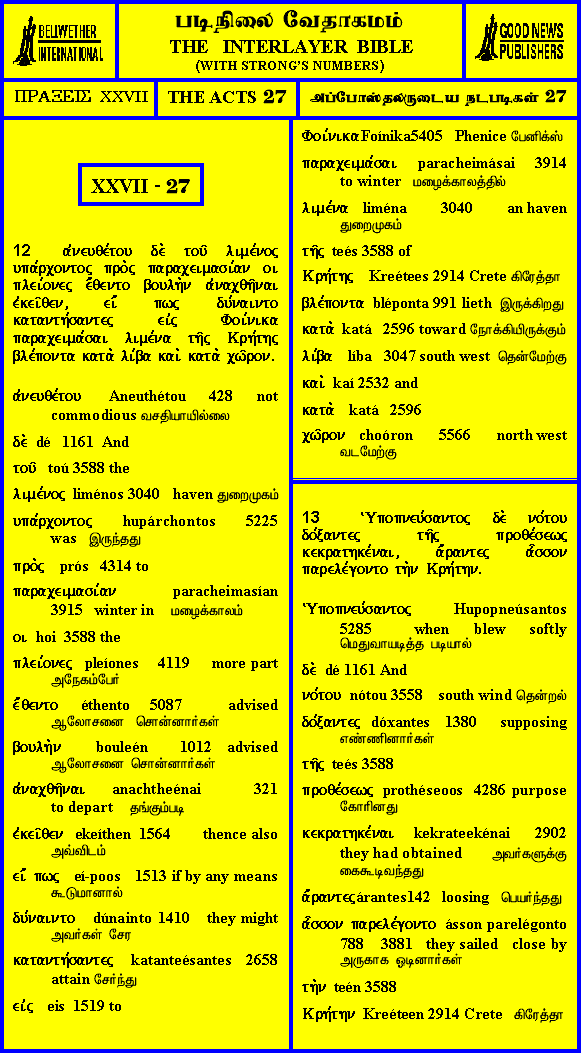 BELLWETHER
INTERNATIONAL
படிநிலை வேதாகமம்
THE INTERLAYER BIBLE
(WITH STRONG'S NUMBERS)
GOOD NEWS
PUBLISHERS
ΠΡΑΞΕΙΣ XXVII
THE ACTS 27
அப்போஸ்தலருடைய நடபடிகள் 27
XXVII - 27
12 ἀνευθέτου δὲ τοῦ λιμένος
υπάρχοντος πρὸς παραχειμασίαν οι
πλείονες ἔθεντο βουλὴν ἀναχθῆναι
ἐκεῖθεν, εἴ πως δύναιντο
καταντήσαντες εἰς Φοίνικα
παραχειμάσαι λιμένα τῆς Κρήτης
βλέποντα κατὰ λίβα καὶ κατὰ χῶρον.
ἀνευθέτου Aneuthétou 428 not
commodious வசதியாயில்லை
δὲ dé 1161 And
τοῦ toú 3588 the
λιμένος liménos 3040 haven துறைமுகம்
υπάρχοντος hupárchontos 5225
was இருந்தது
πρὸς prós 4314 to
παραχειμασίαν paracheimasían
3915 winter in மழைக்காலம்
οι hoi 3588 the
πλείονες pleíones 4119 more part
அநேகம்பேர்
ἔθεντο éthento 5087 advised
ஆலோசனை சொன்னார்கள்
βουλὴν bouleén 1012 advised
ஆலோசனை சொன்னார்கள்
ἀναχθῆναι anachtheénai 321
to depart தங்கும்படி
ἐκεῖθεν ekeíthen 1564 thence also
அவ்விடம்
εἴ πως eí-poos 1513 if by any means
கூடுமானால்
δύναιντο dúnainto 1410 they might
அவர்கள் சேர
καταντήσαντες katanteésantes 2658
attain சேர்ந்து
εἰς eis 1519 to
Φοίνικα Foínika5405 Phenice பேனிக்ஸ்
παραχειμάσαι paracheimásai 3914
to winter மழைக்காலத்தில்
λιμένα liména 3040 an haven
துறைமுகம்
τῆς teés 3588 of
Κρήτης Kreétees 2914 Crete கிரேத்தா
βλέποντα bléponta 991 lieth இருக்கிறது
κατὰ katá 2596 toward நோக்கியிருக்கும்
λίβα líba 3047 south west தென்மேற்கு
καὶ kaí 2532 and
κατὰ katá 2596
χῶρον choóron 5566 north west
வடமேற்கு
13 Ὑποπνεύσαντος δὲ νότου
δόξαντες τῆς προθέσεως
κεκρατηκέναι, ἄραντες ἆσσον
παρελέγοντο τὴν Κρήτην.
Ὑποπνεύσαντος Hupopneúsantos
5285 when blew softly
மெதுவாயடித்த படியால்
δὲ dé 1161 And
νότου nótou 3558 south wind தென்றல்
δόξαντες dóxantes 1380 supposing
எண்ணினார்கள்
τῆς teés 3588
προθέσεως prothéseoos 4286 purpose
கோரினது
κεκρατηκέναι kekrateekénai 2902
they had obtained அவர்களுக்கு
கைகூடிவந்தது
ἄραντες árantes142 loosing பெயர்ந்தது
ἆσσον παρελέγοντο ásson parelégonto
788 3881 they sailed close by
அருகாக ஓடினார்கள்
τὴν teén 3588
Κρήτην Kreéteen 2914 Crete கிரேத்தா